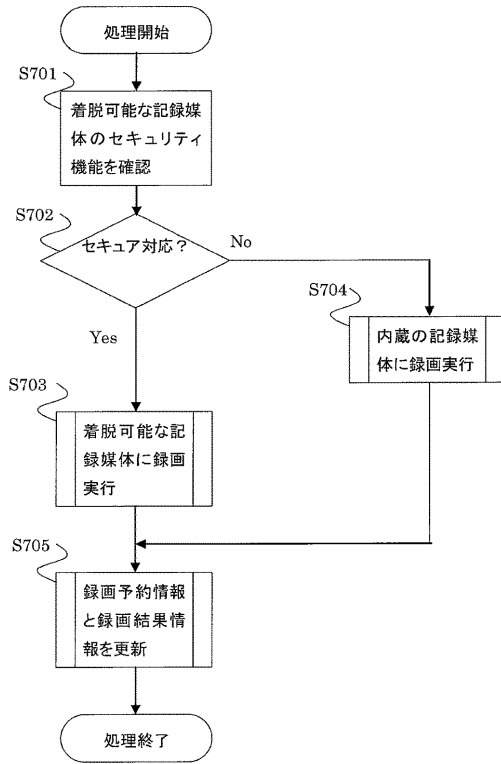 処理開始
S701
着脱可能な記録媒
体のセキュリティ
機能を確認
S702
セキュア対応？
No
Yes
S704
内蔵の記録媒
体に録画実行
S703
着脱可能な記
録媒体に録画
実行
S705
録画予約情報
と録画結果情
報を更新
処理終了